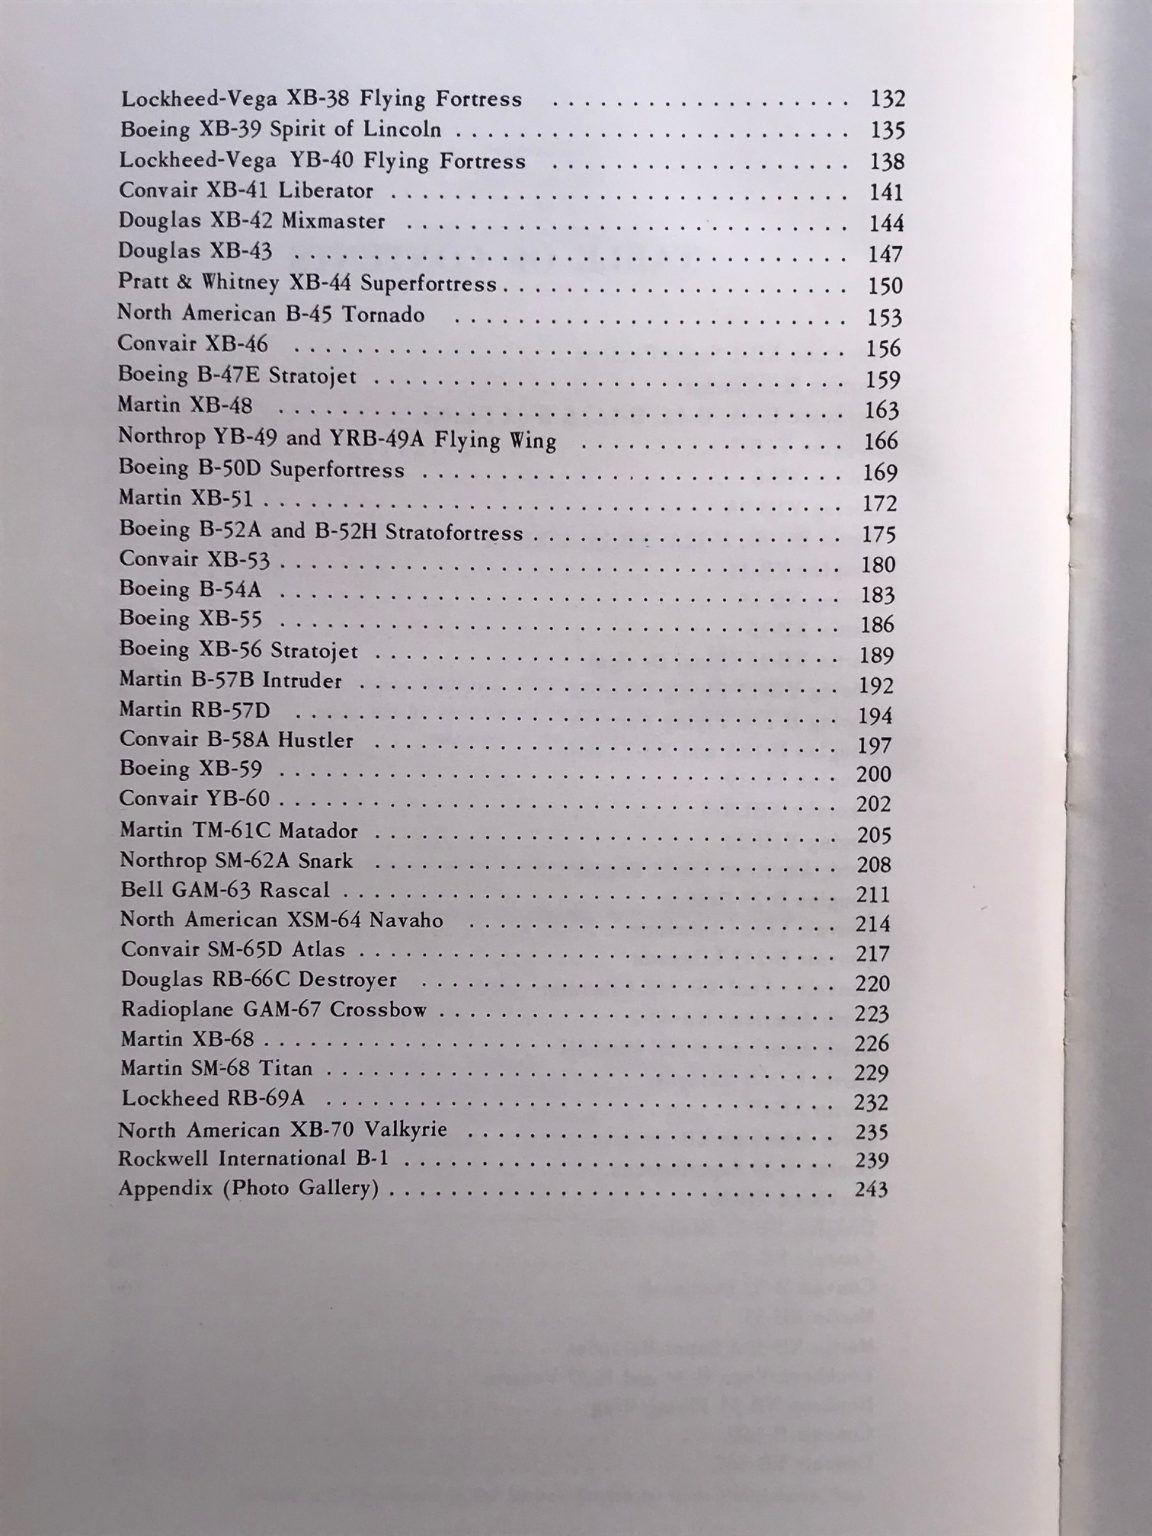 Lockheed-Vega XB-38 Flying Fortress . . . . . . . . . . . . . . . . . . . 132
Boeing XB-39 Spirit of Lincoln . . . . . . . . . . . . . . . . . . . . . . . . . 135
Lockheed-Vega YB-40 Flying Fortress . . . . . . . . . . . . . . . . . . . 138
Convair XB-41 Liberator . . . . . . . . . . . . . . . . . . . . . . . . . . . . . 141
Douglas XB-42 Mixmaster . . . . . . . . . . . . . . . . . . . . . . . . . . . . 144
Douglas XB-43 . . . . . . . . . . . . . . . . . . . . . . . . . . . . . . . . . . . 147
Pratt & Whitney XB-44 Superfortress . . . . . . . . . . . . . . . . . . . . . . 150
North American B-45 Tornado . . . . . . . . . . . . . . . . . . . . . . . . . 153
Convair XB-46 . . . . . . . . . . . . . . . . . . . . . . . . . . . . . . . . . . . 156
Boeing B-47E Stratojet . . . . . . . . . . . . . . . . . . . . . . . . . . . . . . 159
Martin XB-48 . . . . . . . . . . . . . . . . . . . . . . . . . . . . . . . . . . . . 163
Northrop YB-49 and YRB-49A Flying Wing . . . . . . . . . . . . . . . . . 166
Boeing B-50D Superfortress . . . . . . . . . . . . . . . . . . . . . . . . . . . 169
Martin XB-51 . . . . . . . . . . . . . . . . . . . . . . . . . . . . . . . . . . . . . 172
Boeing B-52A and B-52H Stratofortress . . . . . . . . . . . . . . . . . . . . 175
Convair XB-53 . . . . . . . . . . . . . . . . . . . . . . . . . . . . . . . . . . . . 180
Boeing B-54A . . . . . . . . . . . . . . . . . . . . . . . . . . . . . . . . . . . . 183
Boeing XB-55 . . . . . . . . . . . . . . . . . . . . . . . . . . . . . . . . . . . . 186
Boeing XB-56 Stratojet . . . . . . . . . . . . . . . . . . . . . . . . . . . . . . 189
Martin B-57B Intruder . . . . . . . . . . . . . . . . . . . . . . . . . . . . . . . 192
Martin RB-57D . . . . . . . . . . . . . . . . . . . . . . . . . . . . . . . . . . . 194
Convair B-58A Hustler . . . . . . . . . . . . . . . . . . . . . . . . . . . . . . 197
Boeing XB-59 . . . . . . . . . . . . . . . . . . . . . . . . . . . . . . . . . . . . 200
Convair YB-60 . . . . . . . . . . . . . . . . . . . . . . . . . . . . . . . . . . . . 202
Martin TM-61C Matador . . . . . . . . . . . . . . . . . . . . . . . . . . . . . . 205
Northrop SM-62A Snark . . . . . . . . . . . . . . . . . . . . . . . . . . . . . . 208
Bell GAM-63 Rascal . . . . . . . . . . . . . . . . . . . . . . . . . . . . . . . . 211
North American XSM-64 Navaho . . . . . . . . . . . . . . . . . . . . . . . . 214
Convair SM-65D Atlas . . . . . . . . . . . . . . . . . . . . . . . . . . . . . . . 217
Douglas RB-66C Destroyer . . . . . . . . . . . . . . . . . . . . . . . . . . . 220
Radioplane GAM-67 Crossbow . . . . . . . . . . . . . . . . . . . . . . . . . . 223
Martin XB-68 . . . . . . . . . . . . . . . . . . . . . . . . . . . . . . . . . . . . . 226
Martin SM-68 Titan . . . . . . . . . . . . . . . . . . . . . . . . . . . . . . . . . 229
Lockheed RB-69A . . . . . . . . . . . . . . . . . . . . . . . . . . . . . . . . . 232
North American XB-70 Valkyrie . . . . . . . . . . . . . . . . . . . . . . . . 235
Rockwell International B-1 . . . . . . . . . . . . . . . . . . . . . . . . . . . . 239
Appendix (Photo Gallery) . . . . . . . . . . . . . . . . . . . . . . . . . . . . . 243